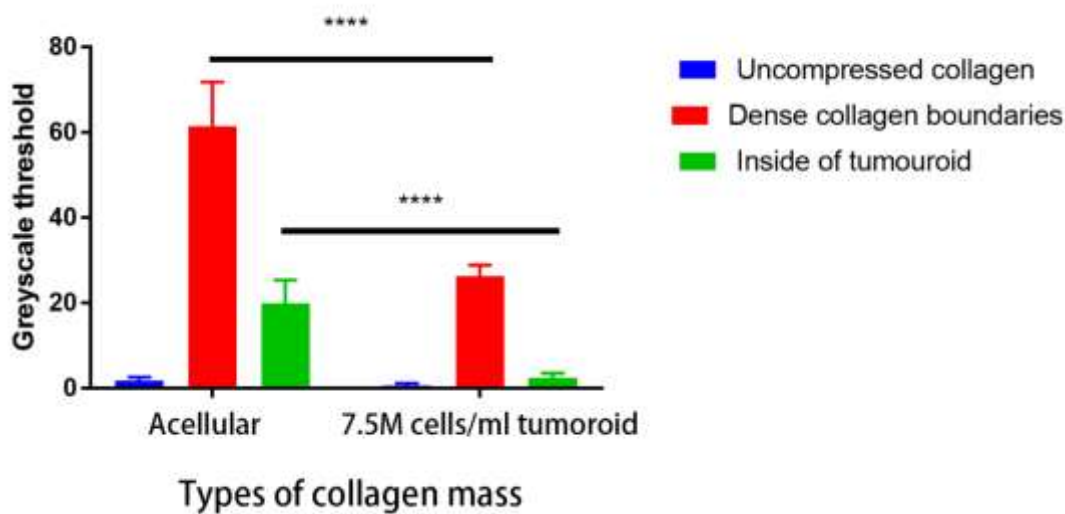 ****
80
60
40
20
0
Greyscale threshold
****
Acellular
7.5M cells/ml tumoroid
Types of collagen mass
Uncompressed collagen
Dense collagen boundaries
Inside of tumouroid